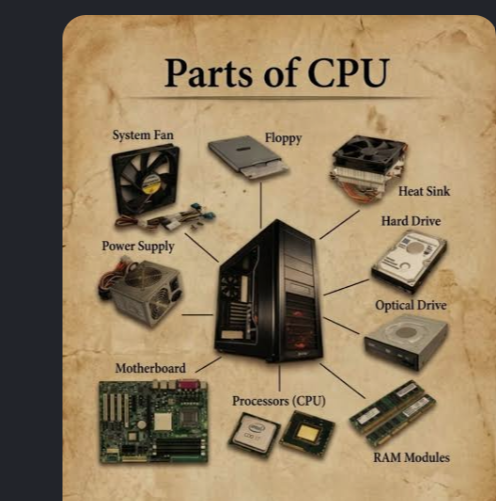 Parts of CPU
System Fan
Floppy
Heat Sink
Hard Drive
Power Supply
Optical Drive
Motherboard
Processors (CPU)
RAM Modules